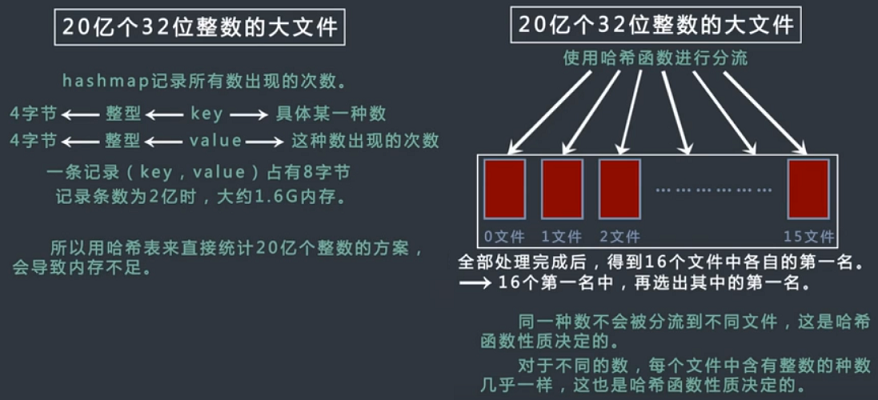 20亿个32位整数的大文件
hashmap记录所有数出现的次数。
4字节 整型 key 具体某一种数
4字节 整型 value 这种数出现的次数
一条记录（key，value）占有8字节
记录条数为2亿时，大约1.6G内存。
所以用哈希表来直接统计20亿个整数的方案，
会导致内存不足。
20亿个32位整数的大文件
使用哈希函数进行分流
………………
0文件 1文件 2文件 15文件
全部处理完成后，得到16个文件中各自的第一名。
16个第一名中，再选出其中的第一名。
同一种数不会被分流到不同文件，这是哈希
函数性质决定的。
对于不同的数，每个文件中含有整数的种数
几乎一样，这也是哈希函数性质决定的。